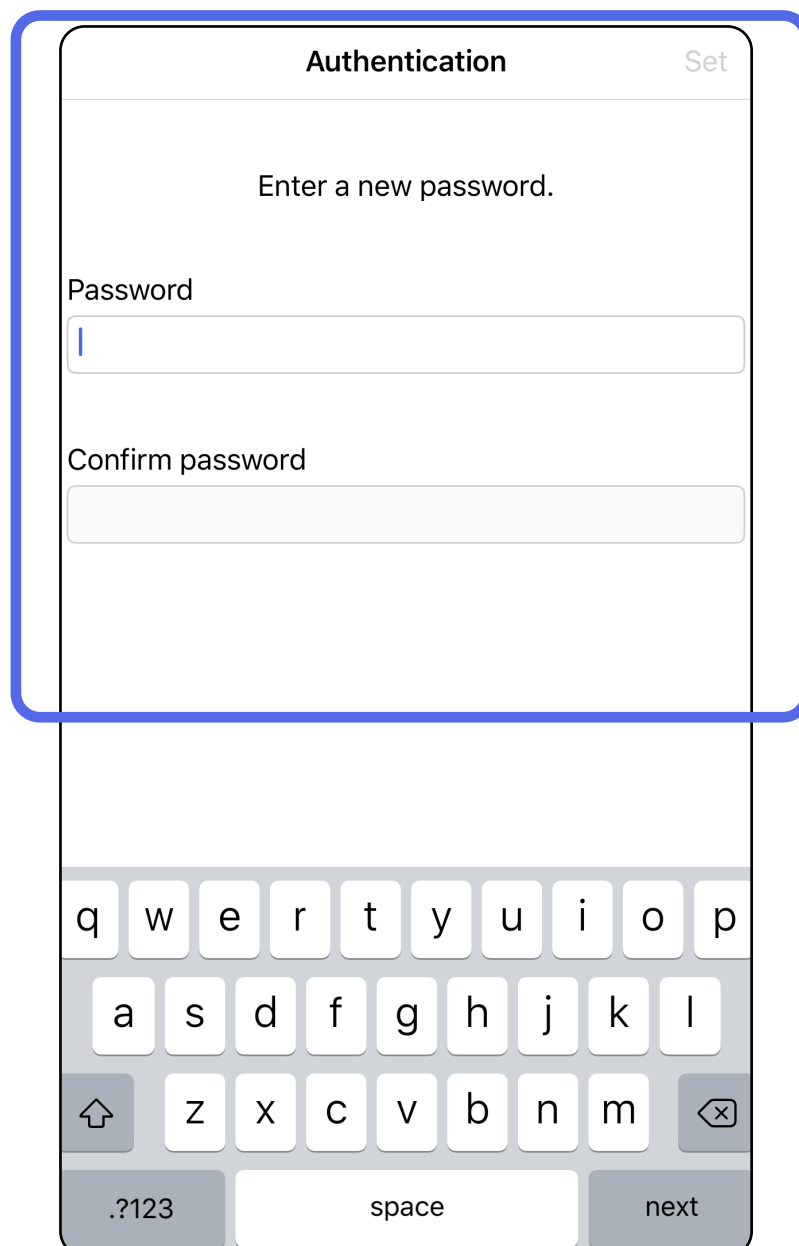 Authentication Set
Enter a new password.
Password
Confirm password
q w e r t y u i o p
a s d f g h j k l
z x c v b n m
.?123 space next